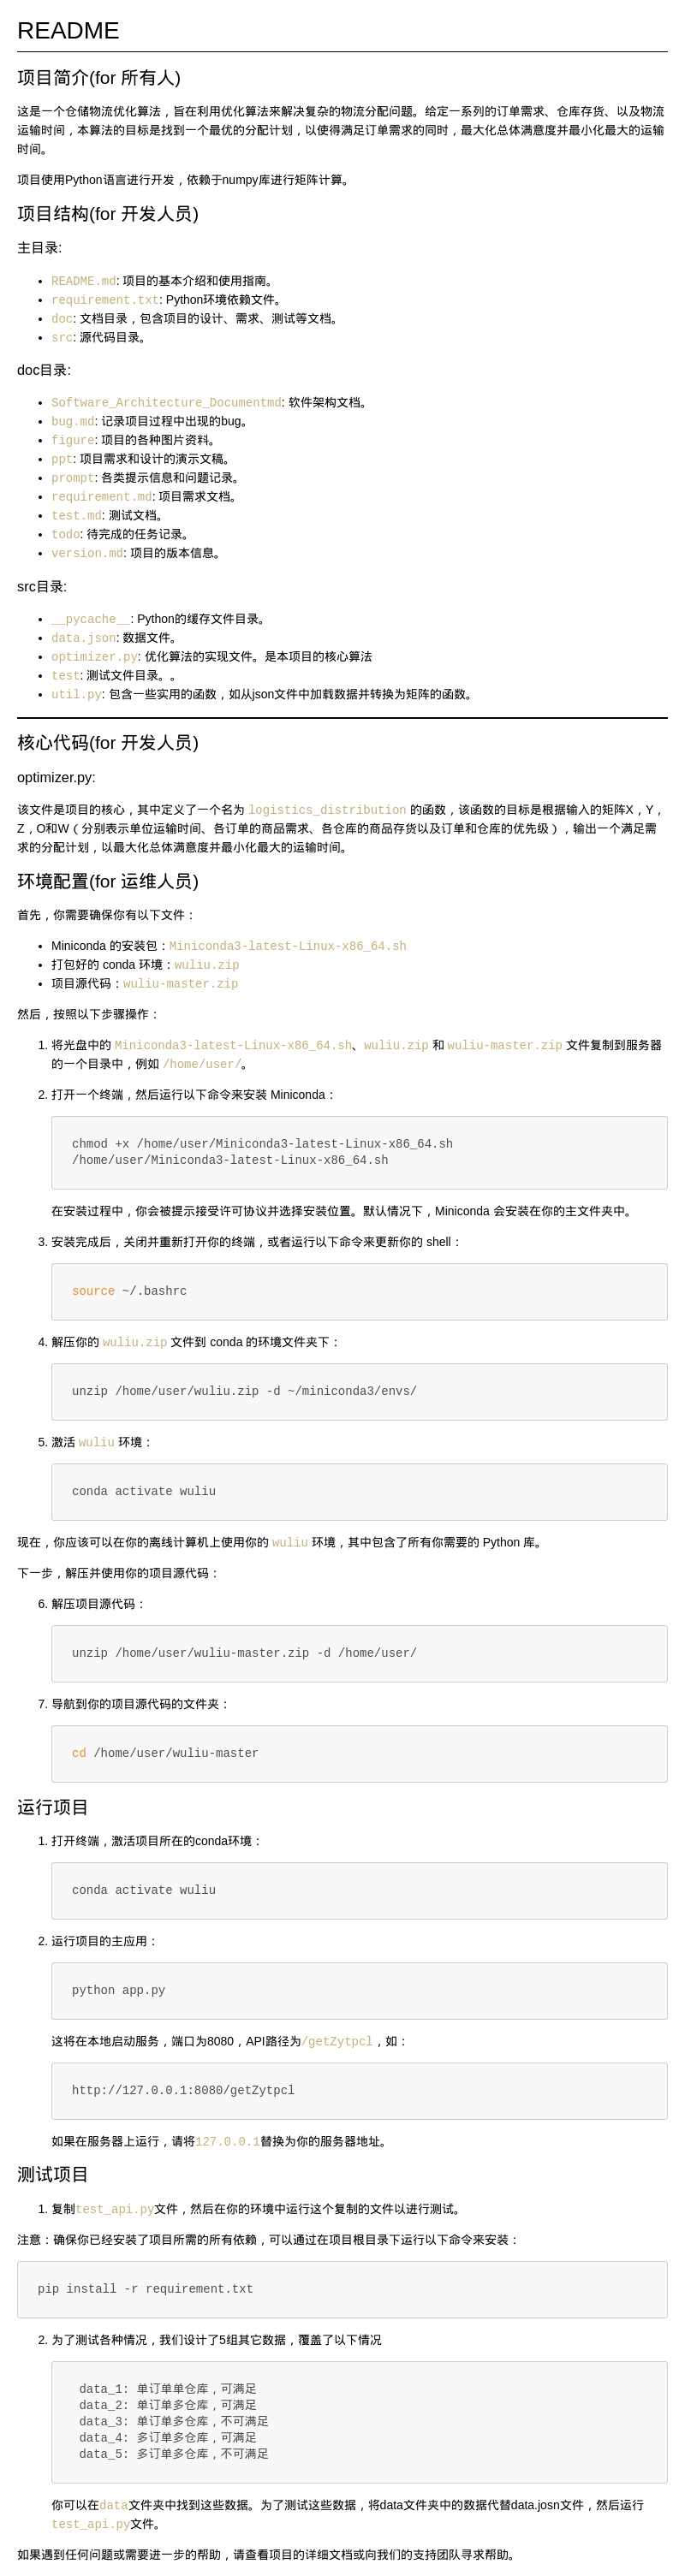 README
项目简介(for 所有人)
这是一个仓储物流优化算法，旨在利用优化算法来解决复杂的物流分配问题。给定一系列的订单需求、仓库存货、以及物流
运输时间，本算法的目标是找到一个最优的分配计划，以使得满足订单需求的同时，最大化总体满意度并最小化最大的运输
时间。
项目使用Python语言进行开发，依赖于numpy库进行矩阵计算。
项目结构(for 开发人员)
主目录:
• README.md: 项目的基本介绍和使用指南。
• requirement.txt: Python环境依赖文件。
• doc: 文档目录，包含项目的设计、需求、测试等文档。
• src: 源代码目录。
doc目录:
• Software_Architecture_Documentmd: 软件架构文档。
• bug.md: 记录项目过程中出现的bug。
• figure: 项目的各种图片资料。
• ppt: 项目需求和设计的演示文稿。
• prompt: 各类提示信息和问题记录。
• requirement.md: 项目需求文档。
• test.md: 测试文档。
• todo: 待完成的任务记录。
• version.md: 项目的版本信息。
src目录:
• __pycache__: Python的缓存文件目录。
• data.json: 数据文件。
• optimizer.py: 优化算法的实现文件。是本项目的核心算法
• test: 测试文件目录。。
• util.py: 包含一些实用的函数，如从json文件中加载数据并转换为矩阵的函数。
核心代码(for 开发人员)
optimizer.py:
该文件是项目的核心，其中定义了一个名为 logistics_distribution 的函数，该函数的目标是根据输入的矩阵X，Y，
Z，O和W（分别表示单位运输时间、各订单的商品需求、各仓库的商品存货以及订单和仓库的优先级），输出一个满足需
求的分配计划，以最大化总体满意度并最小化最大的运输时间。
环境配置(for 运维人员)
首先，你需要确保你有以下文件：
• Miniconda 的安装包：Miniconda3-latest-Linux-x86_64.sh
• 打包好的 conda 环境：wuliu.zip
• 项目源代码：wuliu-master.zip
然后，按照以下步骤操作：
1. 将光盘中的 Miniconda3-latest-Linux-x86_64.sh、wuliu.zip 和 wuliu-master.zip 文件复制到服务器
的一个目录中，例如 /home/user/。
2. 打开一个终端，然后运行以下命令来安装 Miniconda：
chmod +x /home/user/Miniconda3-latest-Linux-x86_64.sh
/home/user/Miniconda3-latest-Linux-x86_64.sh
在安装过程中，你会被提示接受许可协议并选择安装位置。默认情况下，Miniconda 会安装在你的主文件夹中。
3. 安装完成后，关闭并重新打开你的终端，或者运行以下命令来更新你的 shell：
source ~/.bashrc
4. 解压你的 wuliu.zip 文件到 conda 的环境文件夹下：
unzip /home/user/wuliu.zip -d ~/miniconda3/envs/
5. 激活 wuliu 环境：
conda activate wuliu
现在，你应该可以在你的离线计算机上使用你的 wuliu 环境，其中包含了所有你需要的 Python 库。
下一步，解压并使用你的项目源代码：
6. 解压项目源代码：
unzip /home/user/wuliu-master.zip -d /home/user/
7. 导航到你的项目源代码的文件夹：
cd /home/user/wuliu-master
运行项目
1. 打开终端，激活项目所在的conda环境：
conda activate wuliu
2. 运行项目的主应用：
python app.py
这将在本地启动服务，端口为8080，API路径为/getZytpcl，如：
http://127.0.0.1:8080/getZytpcl
如果在服务器上运行，请将127.0.0.1替换为你的服务器地址。
测试项目
1. 复制test_api.py文件，然后在你的环境中运行这个复制的文件以进行测试。
注意：确保你已经安装了项目所需的所有依赖，可以通过在项目根目录下运行以下命令来安装：
pip install -r requirement.txt
2. 为了测试各种情况，我们设计了5组其它数据，覆盖了以下情况
data_1: 单订单单仓库，可满足
data_2: 单订单多仓库，可满足
data_3: 单订单多仓库，不可满足
data_4: 多订单多仓库，可满足
data_5: 多订单多仓库，不可满足
你可以在data文件夹中找到这些数据。为了测试这些数据，将data文件夹中的数据代替data.josn文件，然后运行
test_api.py文件。
如果遇到任何问题或需要进一步的帮助，请查看项目的详细文档或向我们的支持团队寻求帮助。